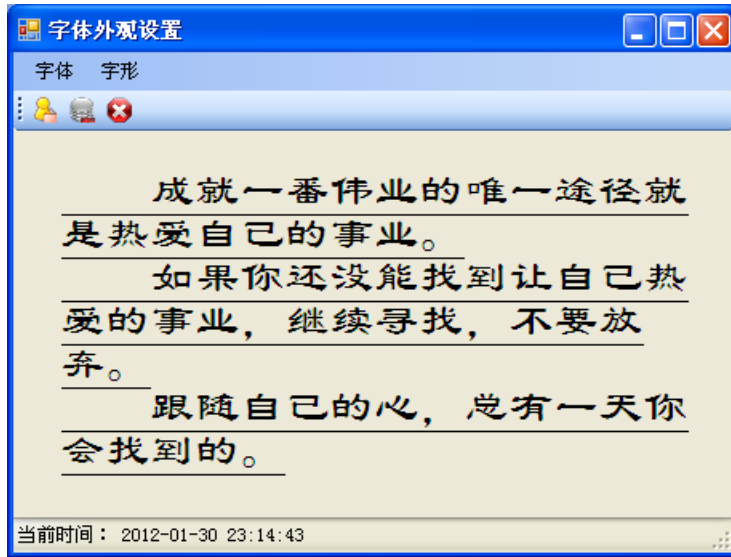 字体外观设置
字体 字形
成就一番伟业的唯一途径就
是热爱自己的事业。
如果你还没能找到让自己热
爱的事业，继续寻找，不要放
弃。
跟随自己的心，总有一天你
会找到的。
当前时间： 2012-01-30 23:14:43